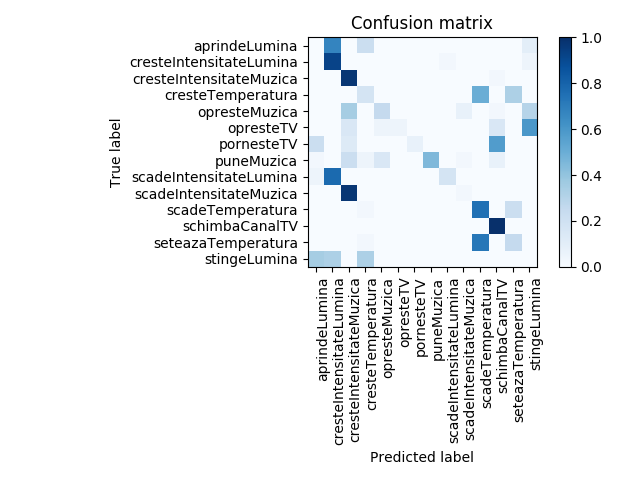 Confusion matrix
True label
aprindeLumina
cresteIntensitateLumina
cresteIntensitateMuzica
cresteTemperatura
opresteMuzica
opresteTV
pornesteTV
puneMuzica
scadeIntensitateLumina
scadeIntensitateMuzica
scadeTemperatura
schimbaCanalTV
seteazaTemperatura
stingeLumina
aprindeLumina
cresteIntensitateLumina
cresteIntensitateMuzica
cresteTemperatura
opresteMuzica
opresteTV
pornesteTV
puneMuzica
scadeIntensitateLumina
scadeIntensitateMuzica
scadeTemperatura
schimbaCanalTV
seteazaTemperatura
stingeLumina
Predicted label
1.0
0.8
0.6
0.4
0.2
0.0